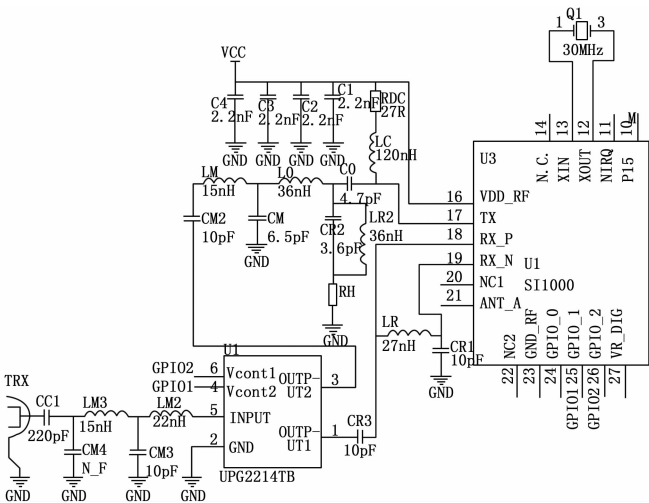 Q1
1 3
30MHz
VCC
C4
2.2nF
C3
2.2nF
C2
2.2nF
C1
2.2nF
RDC
27R
GND GND GND GND
LC
120nH
LM
15nH
LO
36nH
C0
4.7pF
CM2
10pF
CM
6.5pF
GND
CR2
3.6pF
LR2
36nH
RH
GND
14 13 12 11 10 M
N.C. XIN XOUT NIRQ P15
U3
16 VDD_RF
17 TX
18 RX_P
19 RX_N
20 NC1
21 ANT_A
U1
SI1000
NC2 GND_RF GPIO_0 GPIO_1 GPIO_2 VR_DIG
22 23 24 25 26 27
GPIO1 GPIO2
LR
27nH
CR1
10pF
GND
U1
GPIO2 6 Vcont1
GPIO1 4 Vcont2
OUTP-
UT2
3
5 INPUT
2 GND
OUTP-
UT1
1
UPG2214TB
CR3
10pF
TRX
CC1
220pF
LM3
15nH
LM2
22nH
CM4
N_F
CM3
10pF
GND GND GND GND